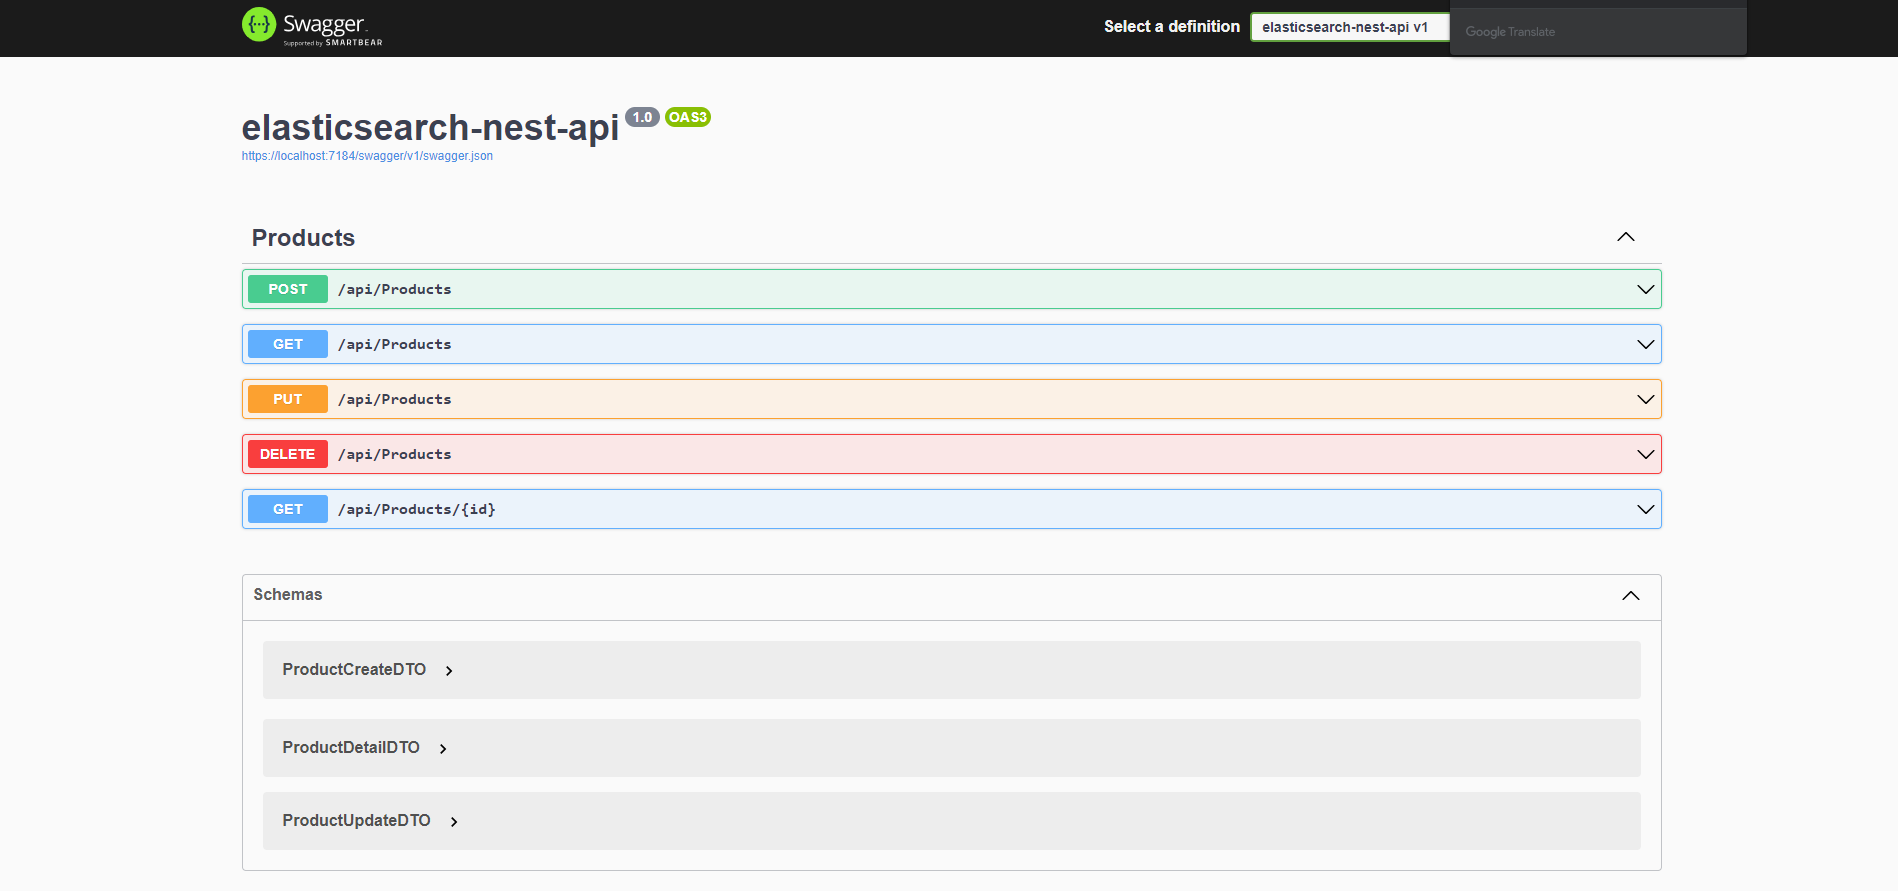 {···} Swagger.
Supported by SMARTBEAR
Select a definition
elasticsearch-nest-api v1
Google Translate
elasticsearch-nest-api 1.0 OAS3
https://localhost:7184/swagger/v1/swagger.json
Products
POST /api/Products
GET /api/Products
PUT /api/Products
DELETE /api/Products
GET /api/Products/{id}
Schemas
ProductCreateDTO
ProductDetailDTO
ProductUpdateDTO